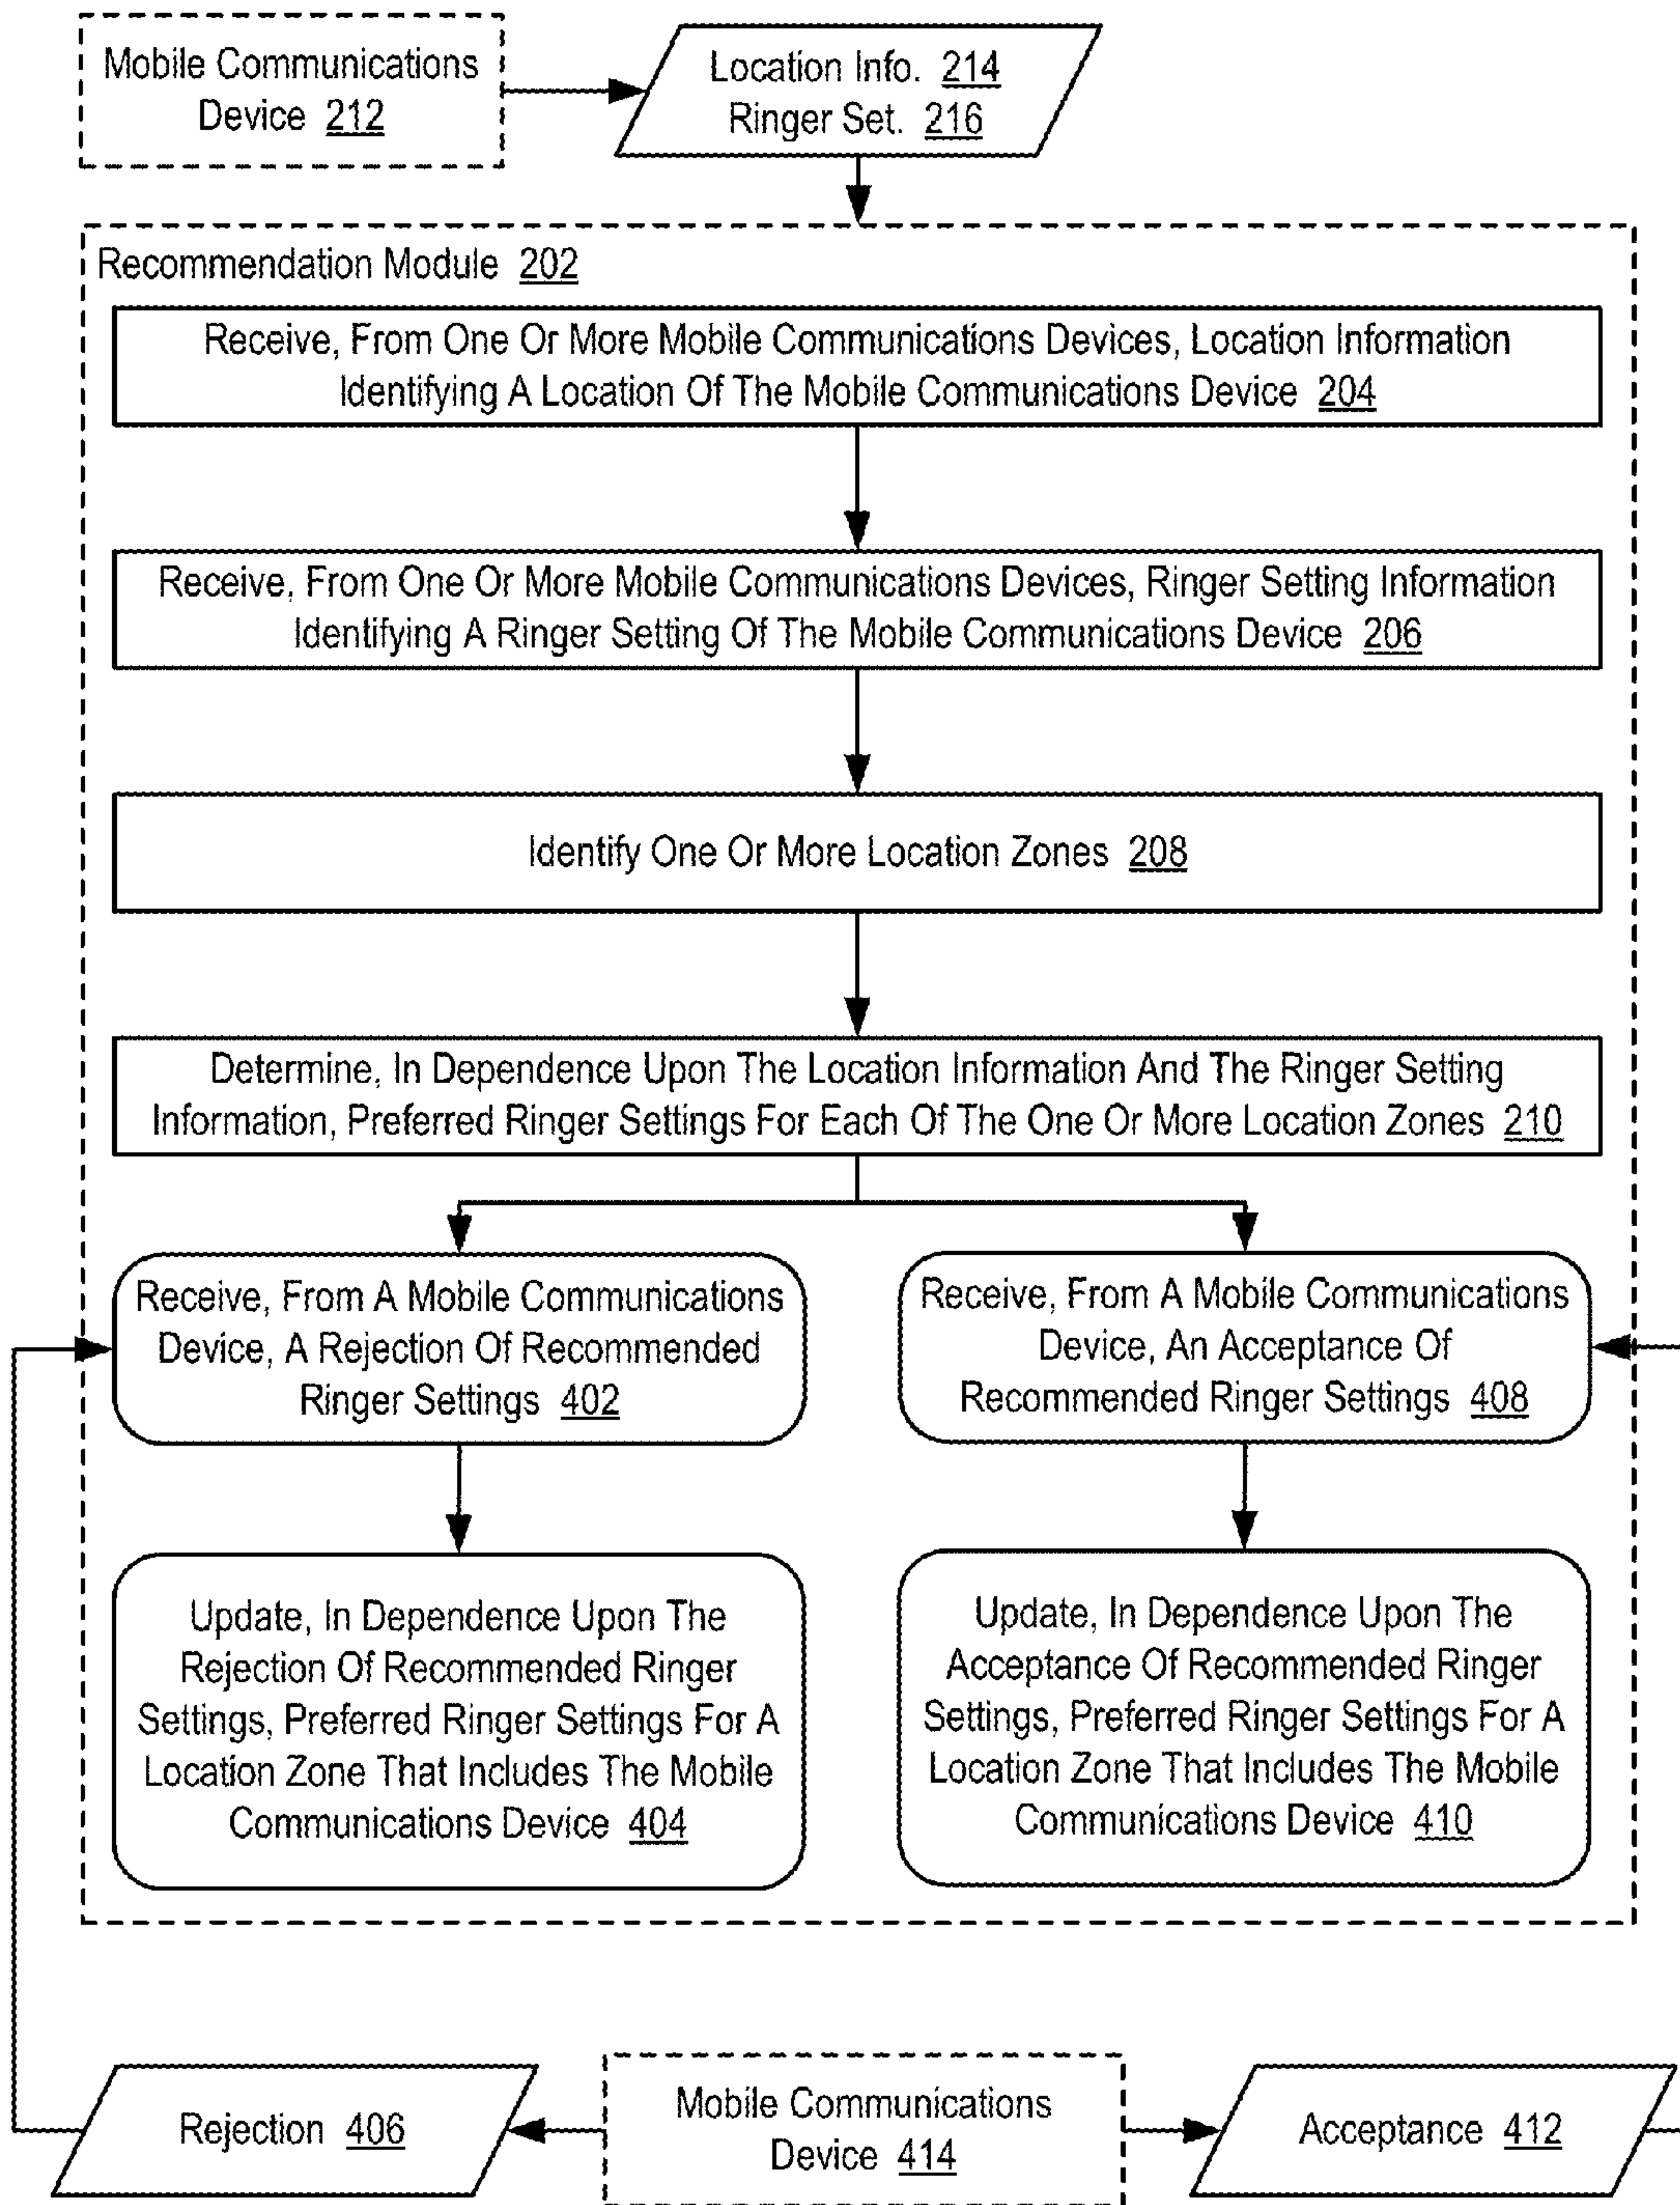 Mobile Communications
Device 212
Location Info. 214
Ringer Set. 216
Recommendation Module 202
Receive, From One Or More Mobile Communications Devices, Location Information
Identifying A Location Of The Mobile Communications Device 204
Receive, From One Or More Mobile Communications Devices, Ringer Setting Information
Identifying A Ringer Setting Of The Mobile Communications Device 206
Identify One Or More Location Zones 208
Determine, In Dependence Upon The Location Information And The Ringer Setting
Information, Preferred Ringer Settings For Each Of The One Or More Location Zones 210
Receive, From A Mobile Communications
Device, A Rejection Of Recommended
Ringer Settings 402
Receive, From A Mobile Communications
Device, An Acceptance Of
Recommended Ringer Settings 408
Update, In Dependence Upon The
Rejection Of Recommended Ringer
Settings, Preferred Ringer Settings For A
Location Zone That Includes The Mobile
Communications Device 404
Update, In Dependence Upon The
Acceptance Of Recommended Ringer
Settings, Preferred Ringer Settings For A
Location Zone That Includes The Mobile
Communications Device 410
Rejection 406
Mobile Communications
Device 414
Acceptance 412